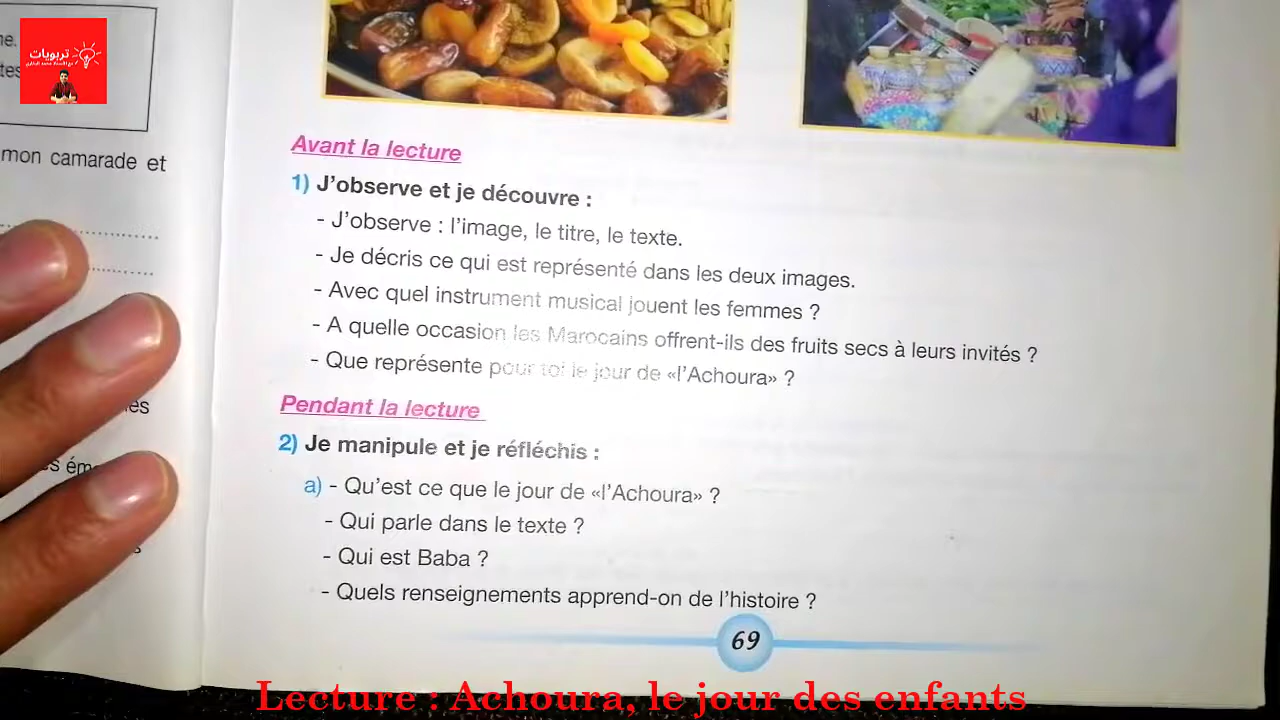 تربويات
ne.
tes
mon camarade et
Avant la lecture
1) J'observe et je découvre :
- J'observe : l'image, le titre, le texte.
- Je décris ce qui est représenté dans les deux images.
- Avec quel instrument musical jouent les femmes ?
- A quelle occasion les Marocains offrent-ils des fruits secs à leurs invités ?
- Que représente pour toi le jour de «l'Achoura» ?
Pendant la lecture
2) Je manipule et je réfléchis :
a) - Qu'est ce que le jour de «l'Achoura» ?
- Qui parle dans le texte ?
- Qui est Baba ?
- Quels renseignements apprend-on de l'histoire ?
69
Lecture : Achoura, le jour des enfants